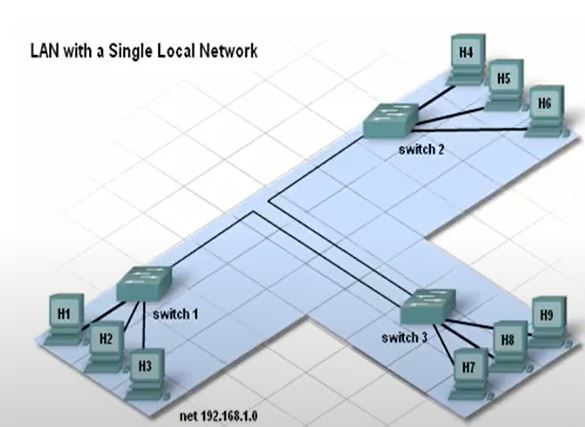 LAN with a Single Local Network
H4
H5
H6
switch 2
switch 1
H1
H2
H3
switch 3
H9
H8
H7
net 192.168.1.0